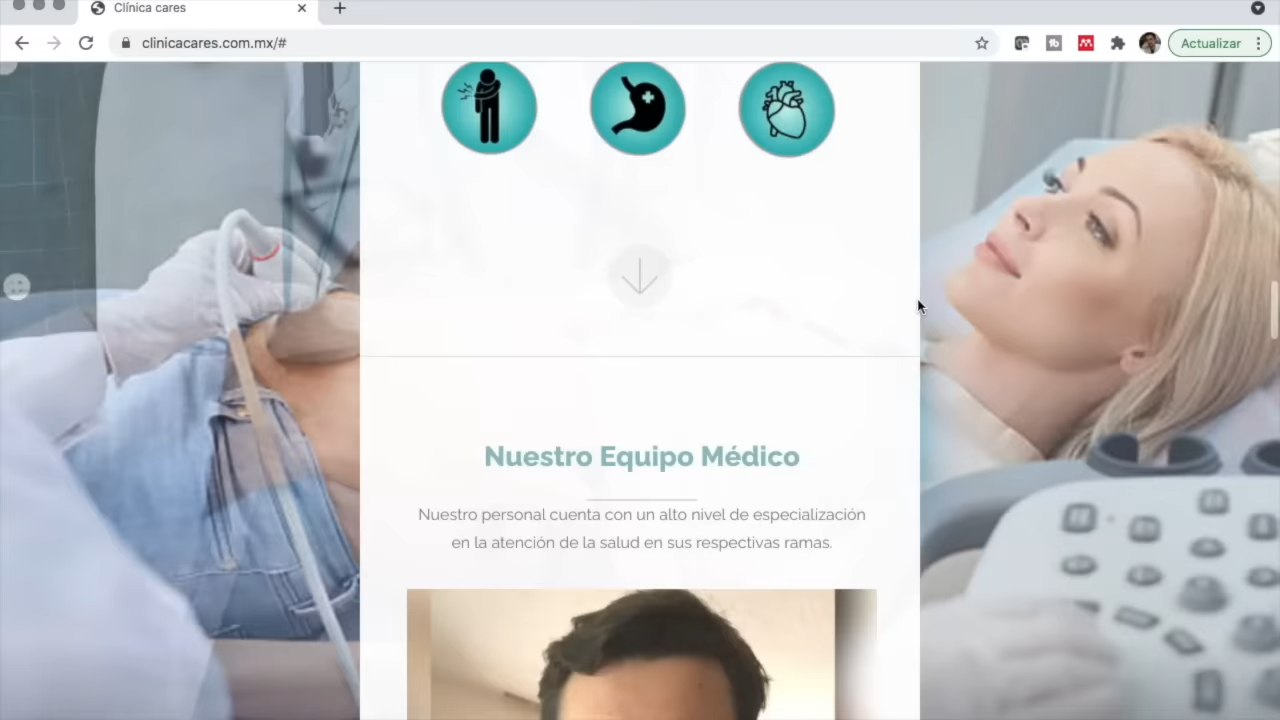 Clínica cares
clinicacares.com.mx/#
Actualizar
Nuestro Equipo Médico
Nuestro personal cuenta con un alto nivel de especialización
en la atención de la salud en sus respectivas ramas.